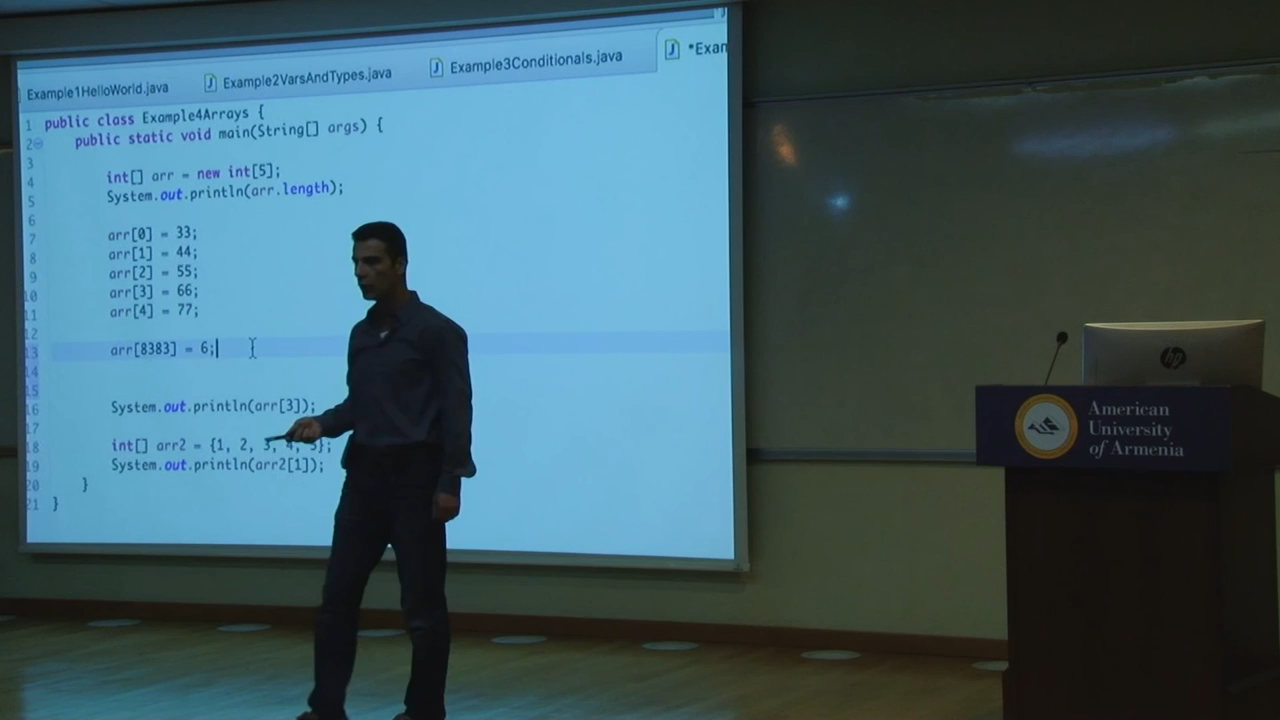 Example1HelloWorld.java
Example2VarsAndTypes.java
Example3Conditionals.java
*Exam
1 public class Example4Arrays {
2 public static void main(String[] args) {
3
4 int[] arr = new int[5];
5 System.out.println(arr.length);
6
7 arr[0] = 33;
8 arr[1] = 44;
9 arr[2] = 55;
10 arr[3] = 66;
11 arr[4] = 77;
12
13 arr[8383] = 6;
14
15
16 System.out.println(arr[3]);
17
18 int[] arr2 = {1, 2, 3, 4, 5};
19 System.out.println(arr2[1]);
20 }
21 }
hp
American
University
of Armenia